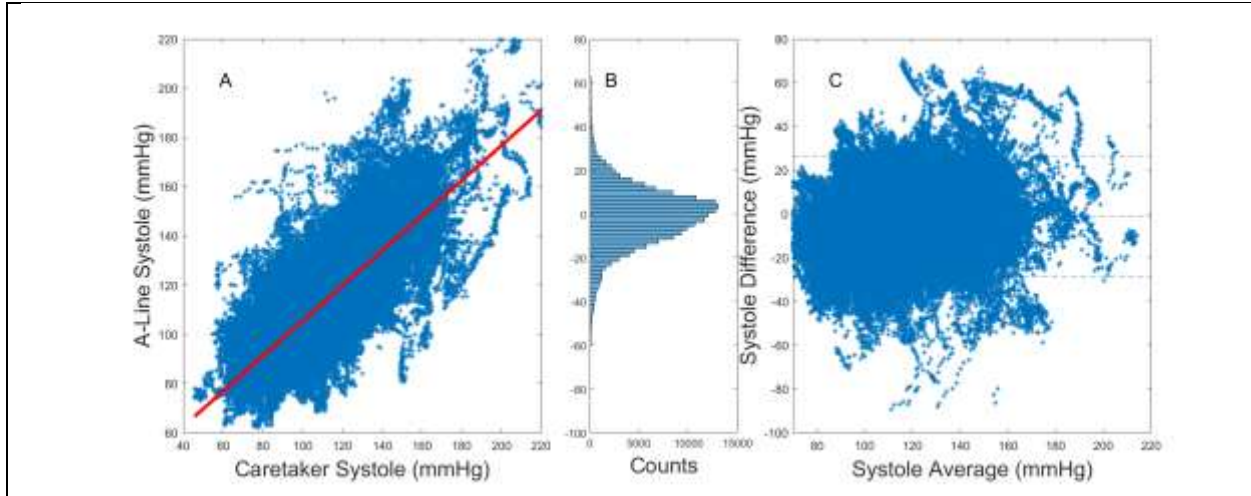 A
A-Line Systole (mmHg)
220
200
180
160
140
120
100
80
60
40 60 80 100 120 140 160 180 200 220
Caretaker Systole (mmHg)
B
80
60
40
20
0
-20
-40
-60
-80
-100
0 5000 10000 15000
Counts
C
Systole Difference (mmHg)
80
60
40
20
0
-20
-40
-60
-80
-100
80 100 120 140 160 180 200 220
Systole Average (mmHg)